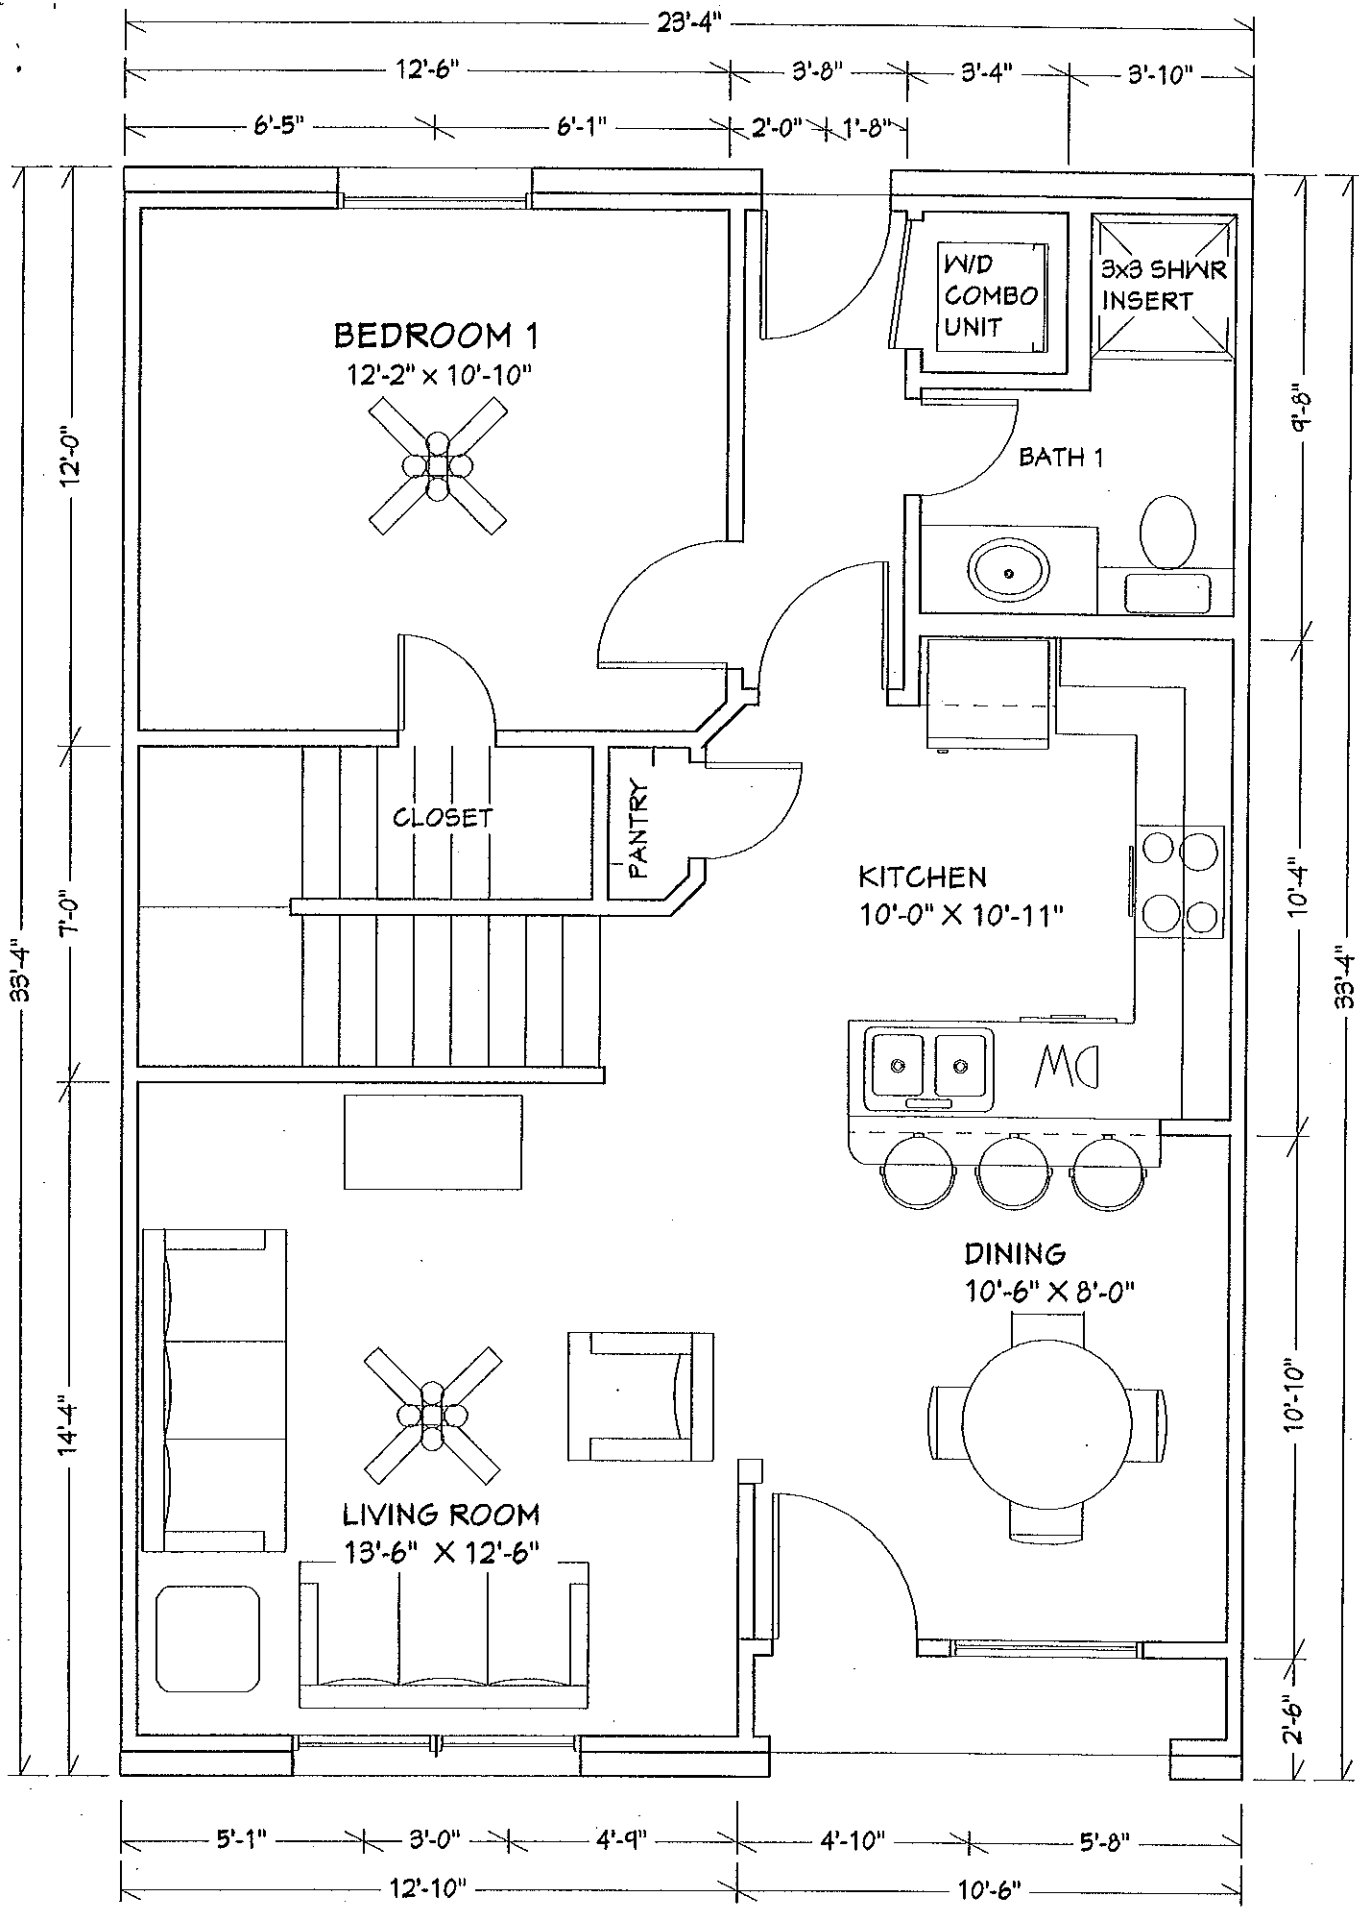 23'-4"
12'-6" 3'-8" 3'-4" 3'-10"
6'-5" 6'-1" 2'-0" 1'-8"
W/D
COMBO
UNIT
3x3 SHWR
INSERT
BEDROOM 1
12'-2" x 10'-10"
12'-0"
9'-8"
BATH 1
CLOSET
PANTRY
KITCHEN
10'-0" X 10'-11"
7'-0"
10'-4"
33'-4"
33'-4"
DW
DINING
10'-6" X 8'-0"
14'-4"
10'-10"
LIVING ROOM
13'-6" X 12'-6"
2'-6"
5'-1" 3'-0" 4'-9" 4'-10" 5'-8"
12'-10" 10'-6"